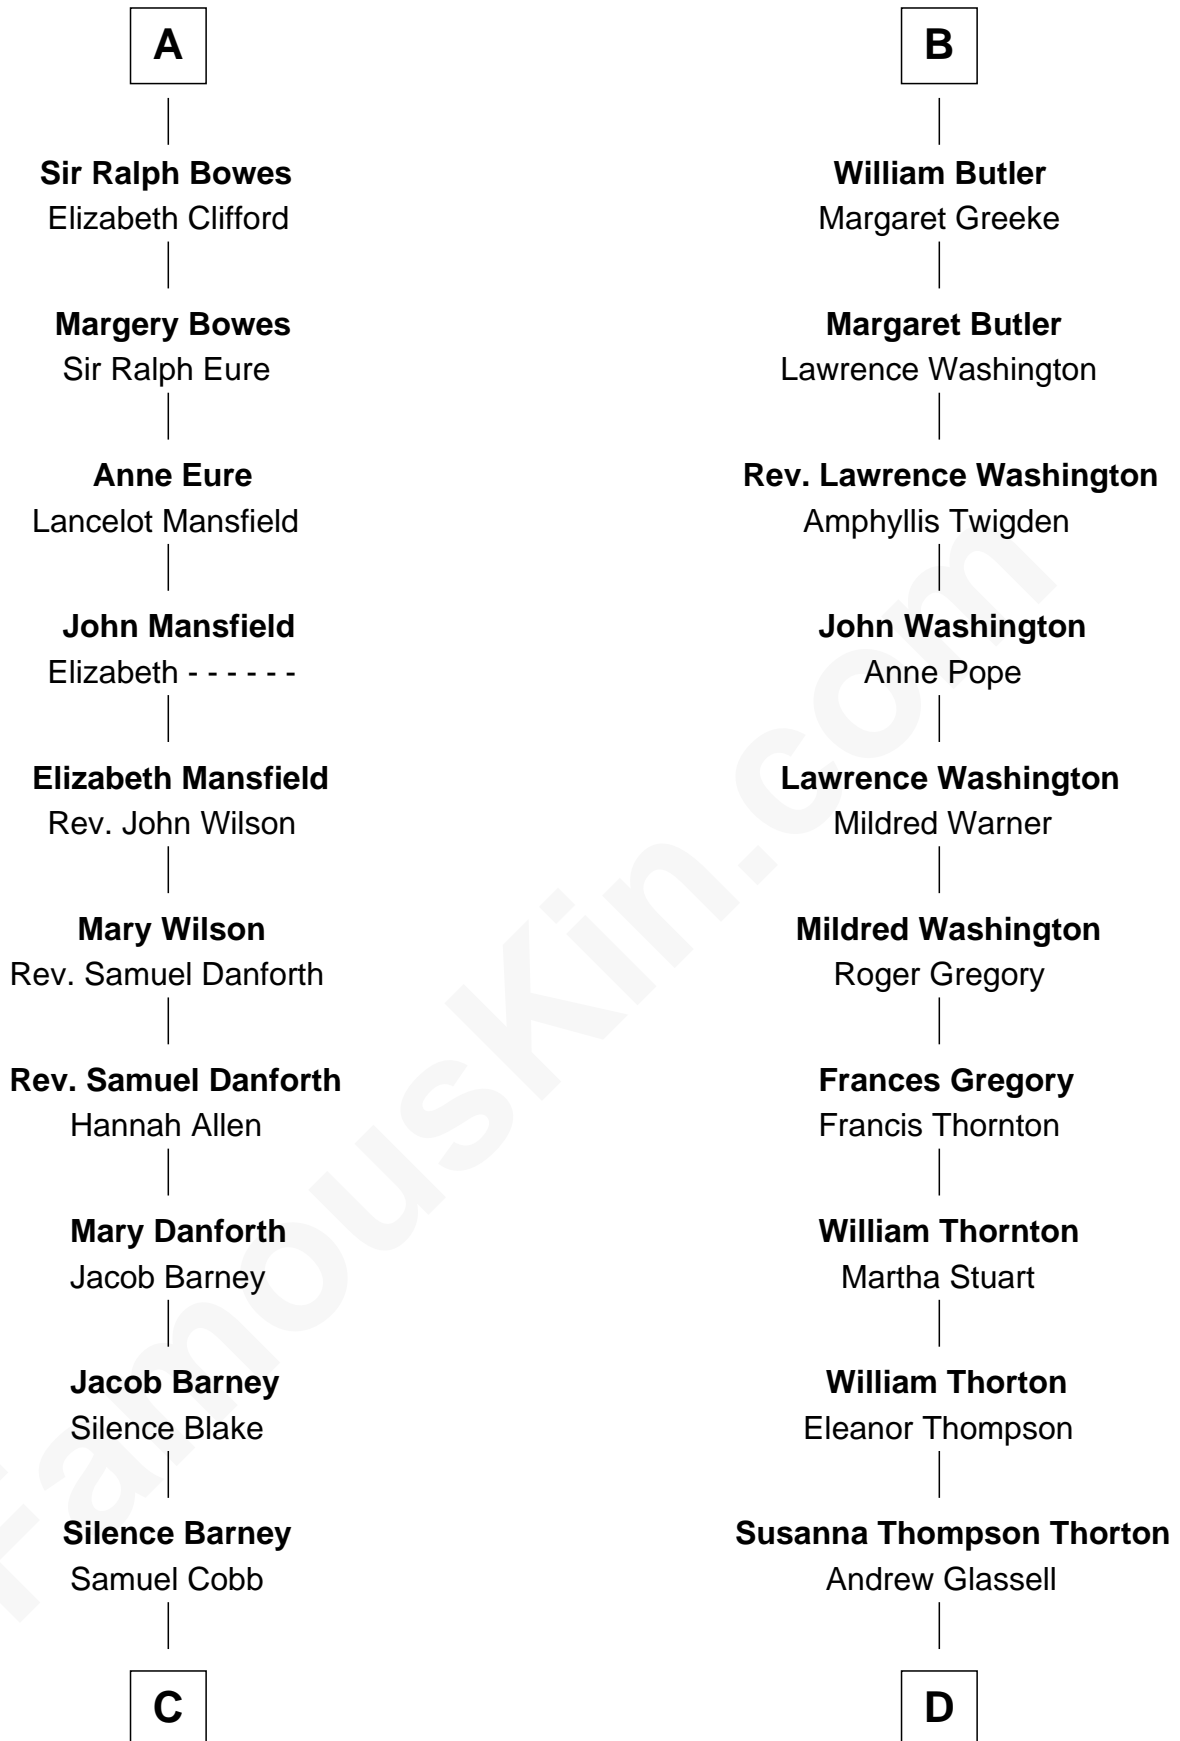 A
Sir Ralph Bowes
Elizabeth Clifford
Margery Bowes
Sir Ralph Eure
Anne Eure
Lancelot Mansfield
John Mansfield
Elizabeth - - - - - -
Elizabeth Mansfield
Rev. John Wilson
Mary Wilson
Rev. Samuel Danforth
Rev. Samuel Danforth
Hannah Allen
Mary Danforth
Jacob Barney
Jacob Barney
Silence Blake
Silence Barney
Samuel Cobb
C
B
William Butler
Margaret Greeke
Margaret Butler
Lawrence Washington
Rev. Lawrence Washington
Amphyllis Twigden
John Washington
Anne Pope
Lawrence Washington
Mildred Warner
Mildred Washington
Roger Gregory
Frances Gregory
Francis Thornton
William Thornton
Martha Stuart
William Thorton
Eleanor Thompson
Susanna Thompson Thorton
Andrew Glassell
D
FamousKin.com